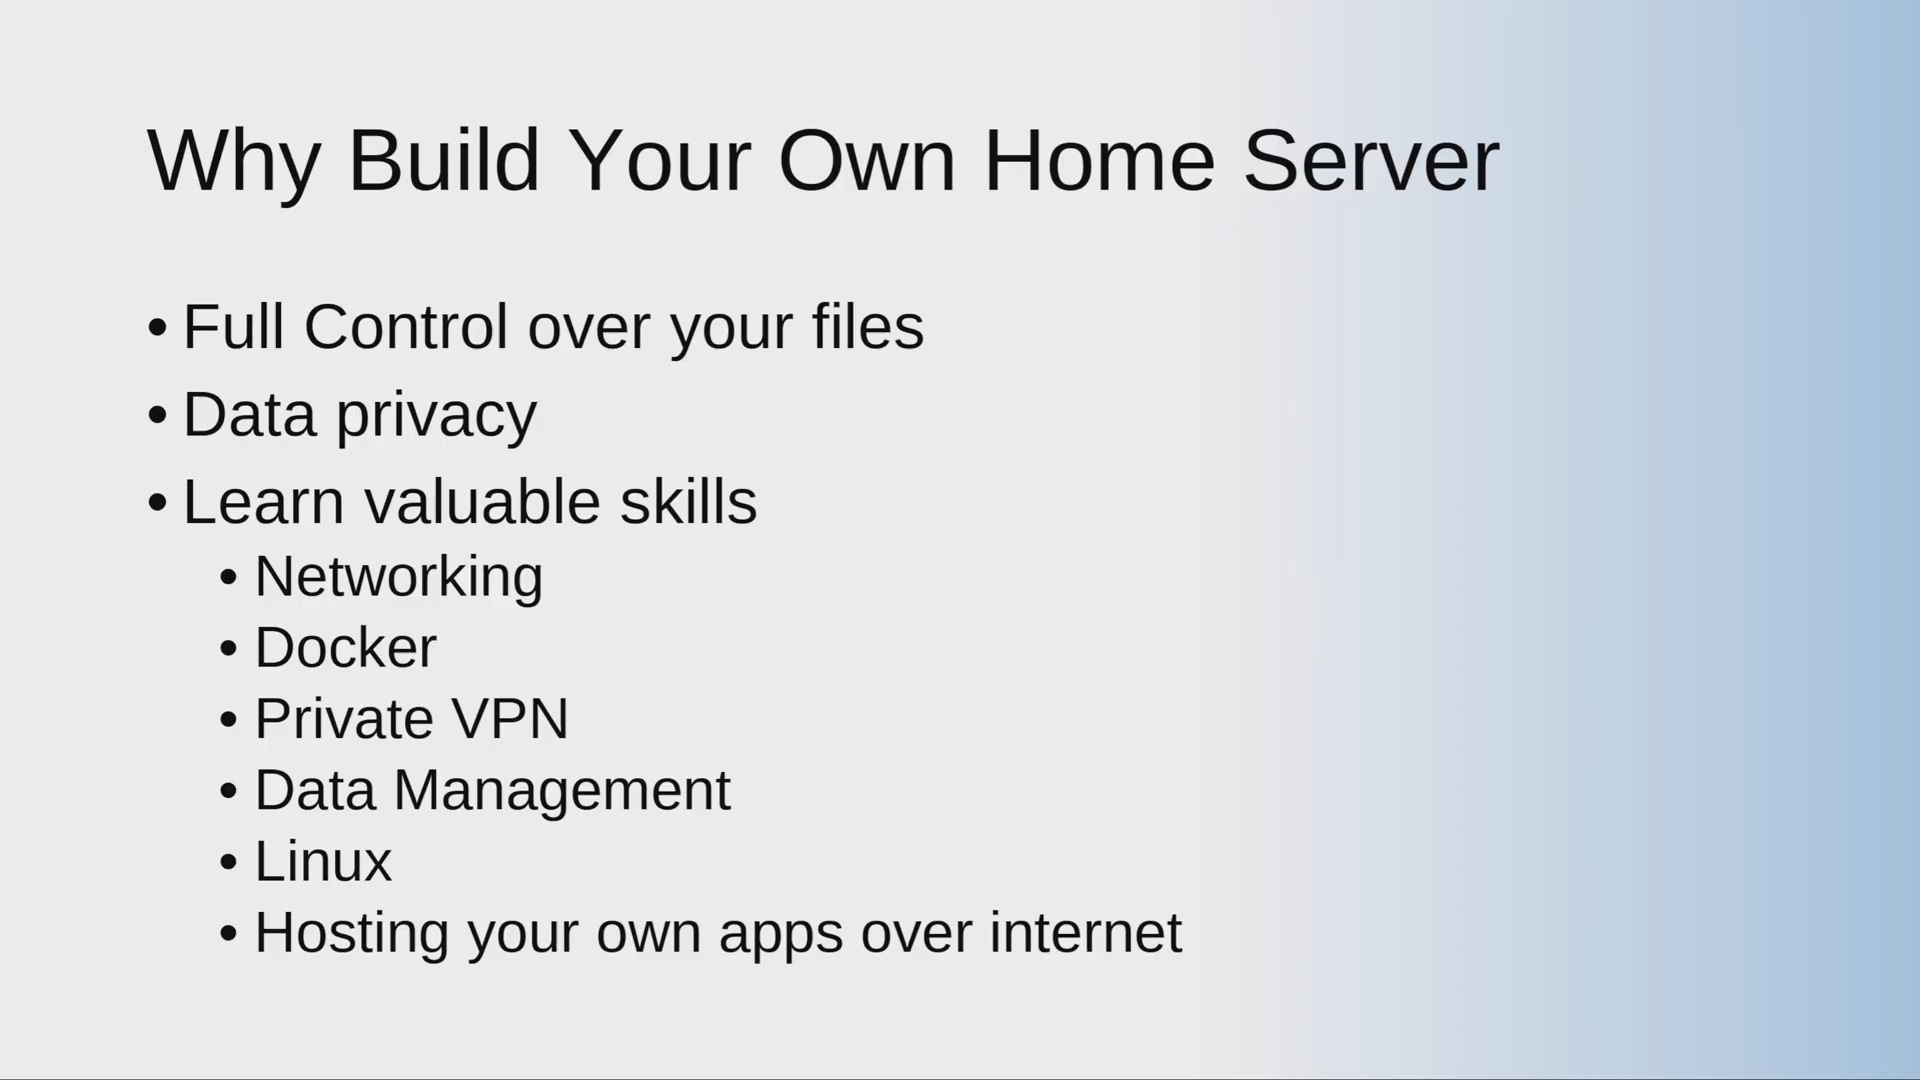 Why Build Your Own Home Server
• Full Control over your files
• Data privacy
• Learn valuable skills
• Networking
• Docker
• Private VPN
• Data Management
• Linux
• Hosting your own apps over internet